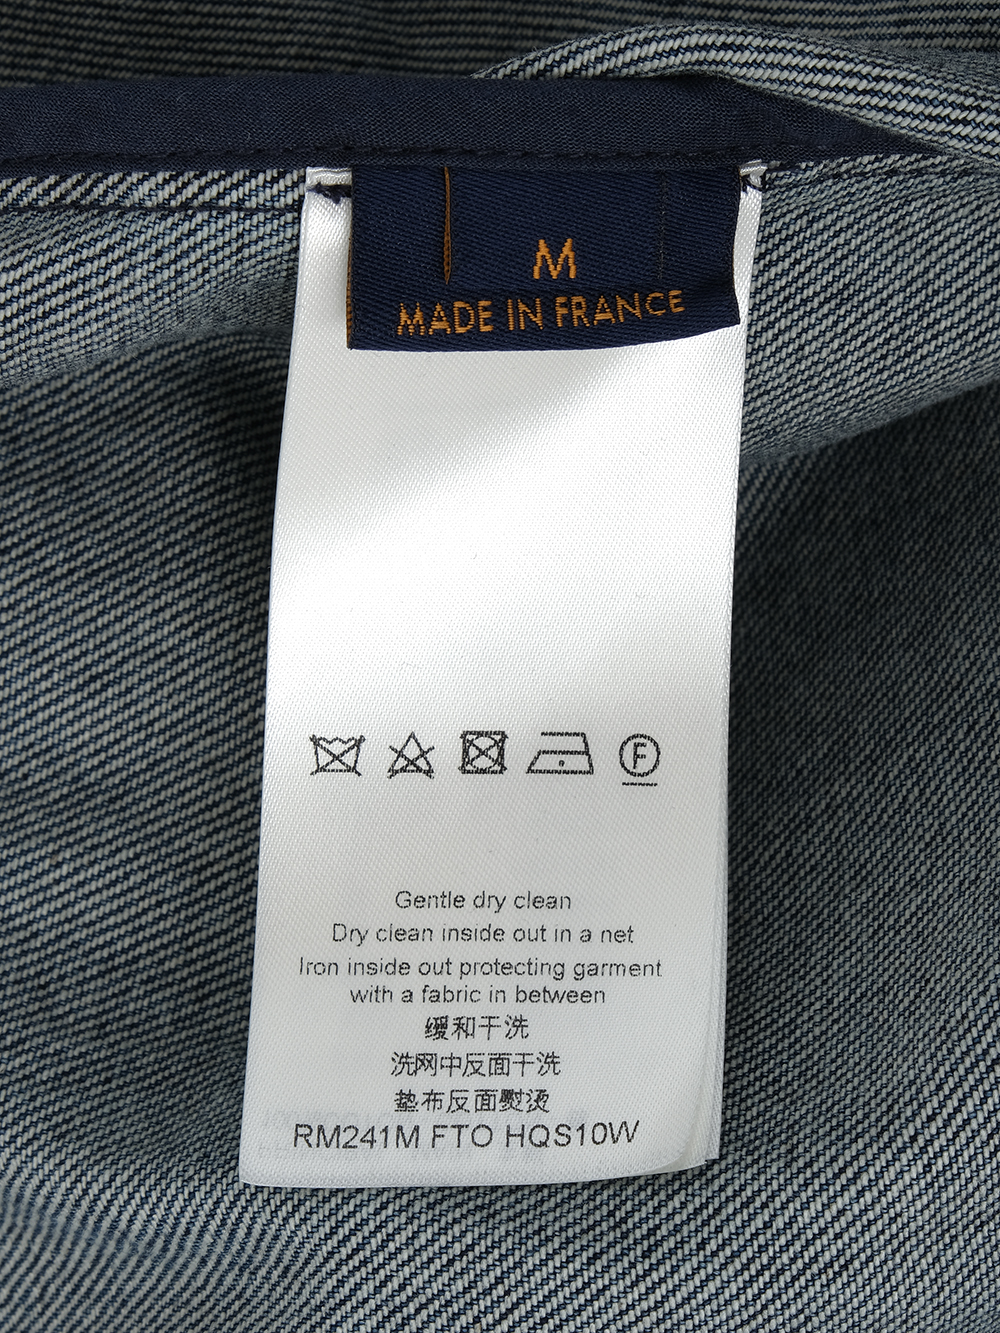 M
MADE IN FRANCE
F
Gentle dry clean
Dry clean inside out in a net
Iron inside out protecting garment
with a fabric in between
缓和干洗
洗网中反面干洗
垫布反面熨烫
RM241M FTO HQS10W